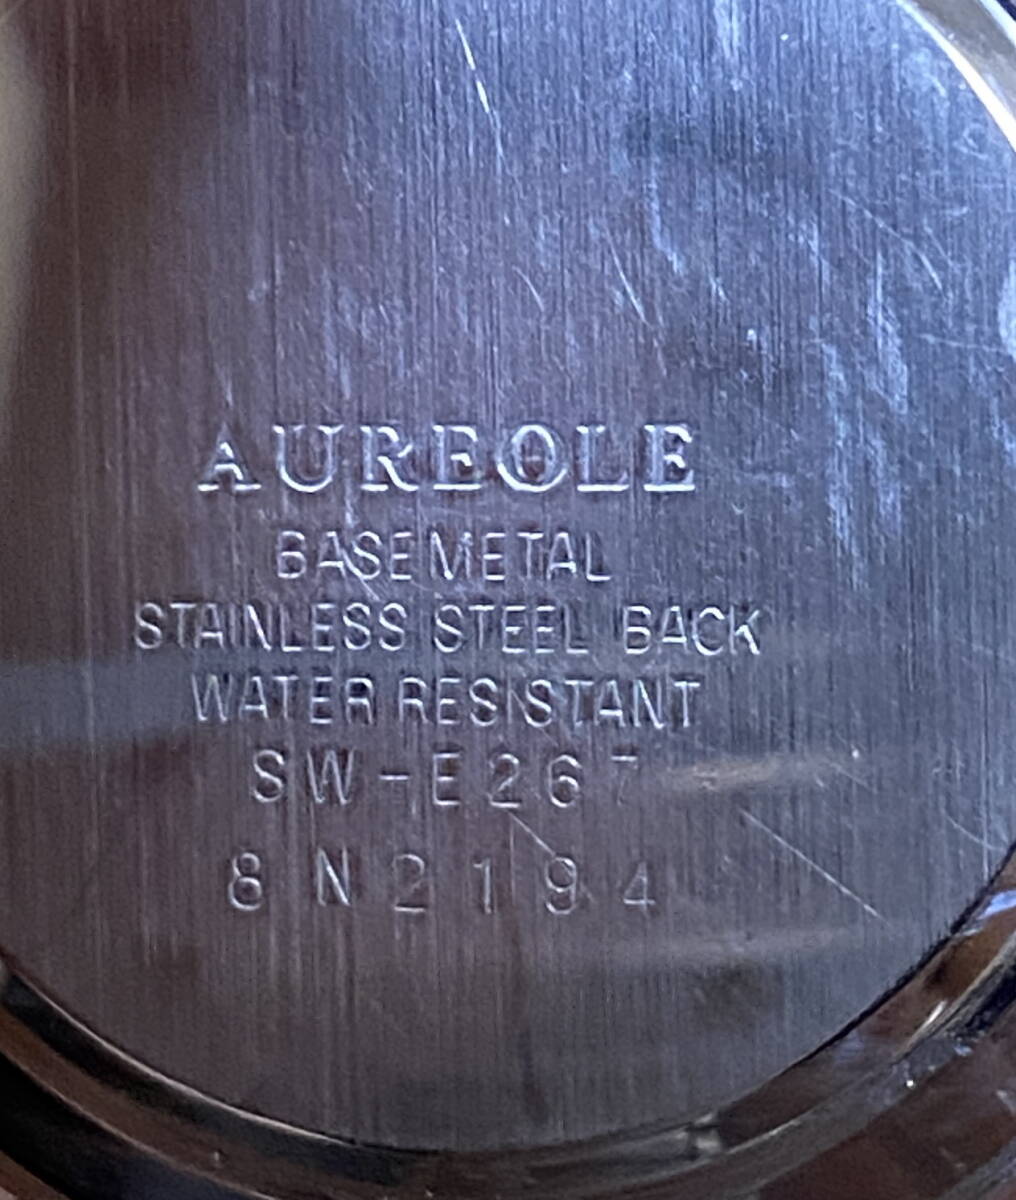 AUREOLE
BASE METAL
STAINLESS STEEL BACK
WATER RESISTANT
SW-E267
8N2194